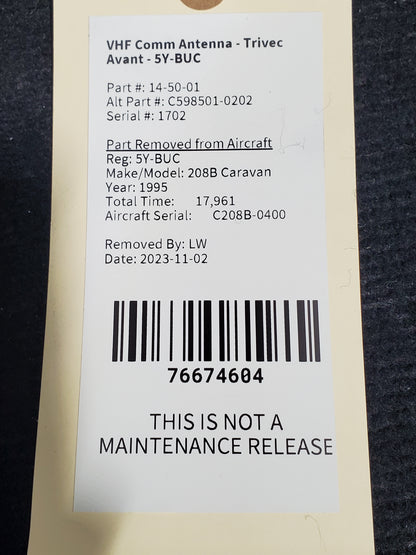 VHF Comm Antenna - Trivec
Avant - 5Y-BUC
Part #: 14-50-01
Alt Part #: C598501-0202
Serial #: 1702
Part Removed from Aircraft
Reg: 5Y-BUC
Make/Model: 208B Caravan
Year: 1995
Total Time: 17,961
Aircraft Serial: C208B-0400
Removed By: LW
Date: 2023-11-02
76674604
THIS IS NOT A
MAINTENANCE RELEASE